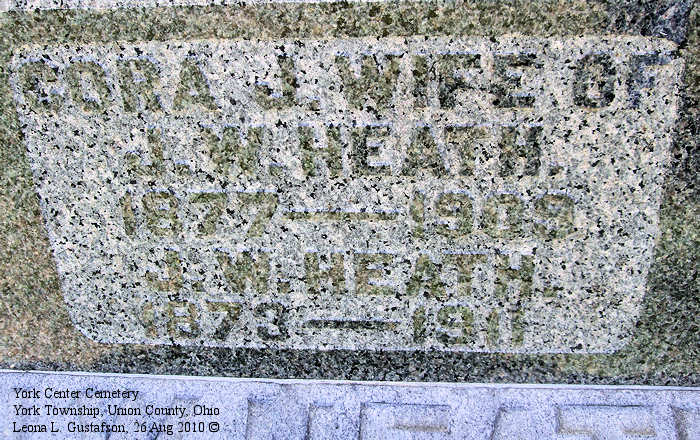 CORA J. WIFE OF
J. W. HEATH.
1877 — 1909
J. W. HEATH.
1873 — 1911
York Center Cemetery
York Township, Union County, Ohio
Leona L. Gustafson, 26 Aug 2010 ©